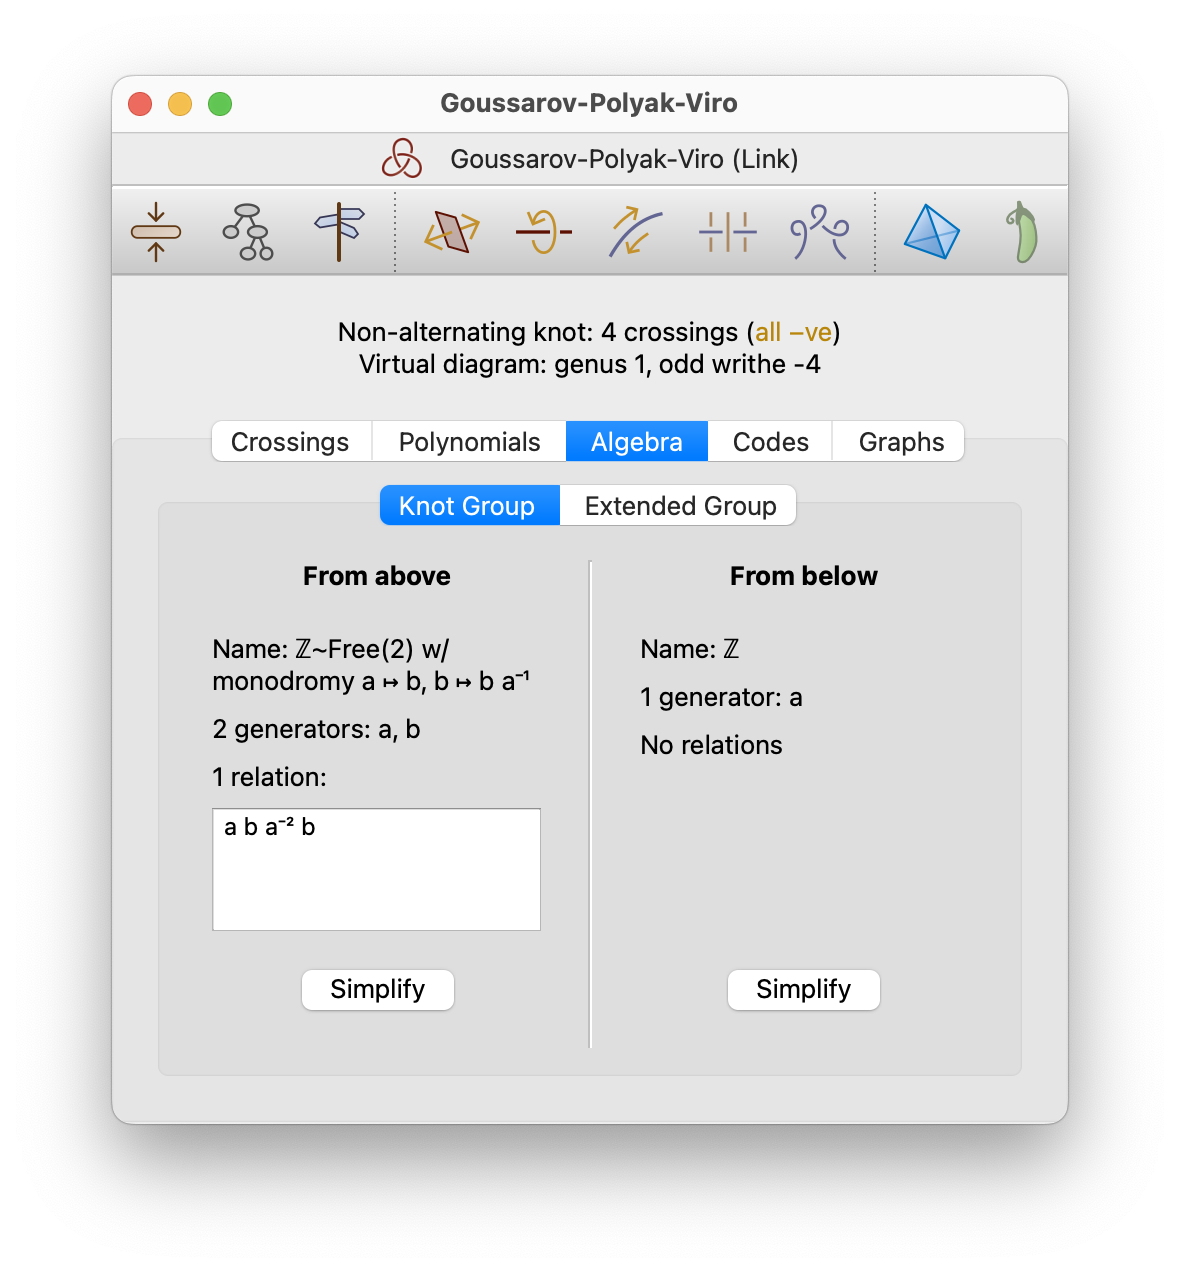 Goussarov-Polyak-Viro
Goussarov-Polyak-Viro (Link)
Non-alternating knot: 4 crossings (all –ve)
Virtual diagram: genus 1, odd writhe -4
Crossings Polynomials Algebra Codes Graphs
Knot Group Extended Group
From above
Name: ℤ~Free(2) w/
monodromy a ↦ b, b ↦ b a⁻¹
2 generators: a, b
1 relation:
a b a⁻² b
Simplify
From below
Name: ℤ
1 generator: a
No relations
Simplify